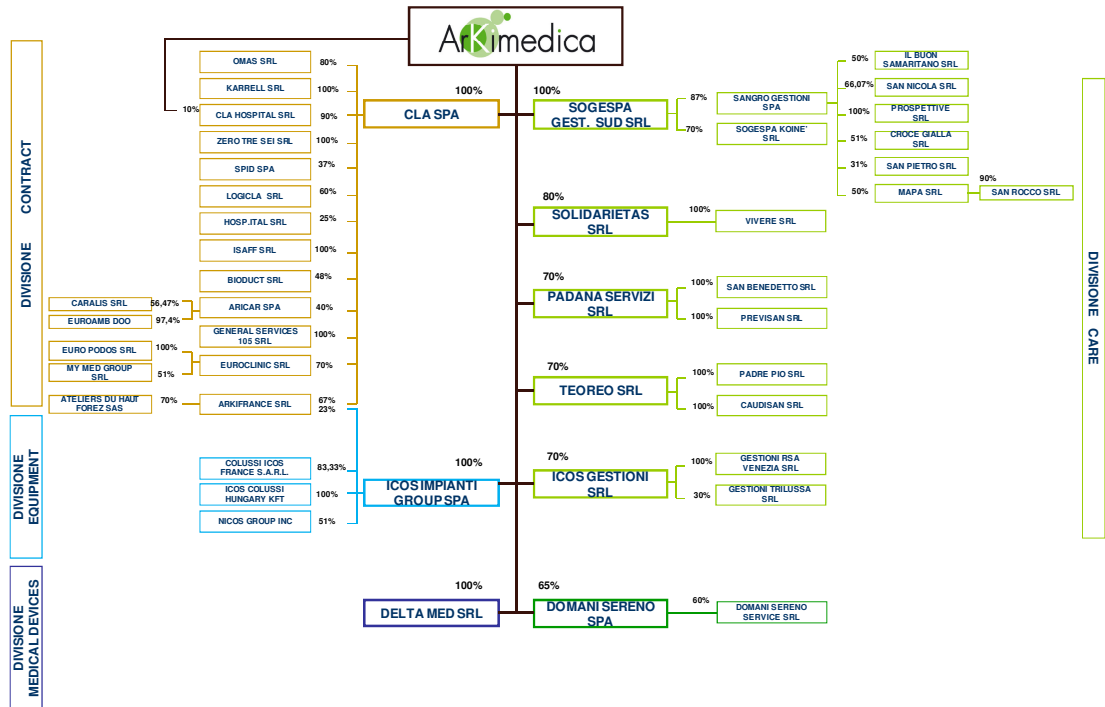 ArKimedica
DIVISIONE CONTRACT
OMAS SRL
80%
KARRELL SRL
100%
10%
CLA HOSPITAL SRL
90%
ZERO TRE SEI SRL
100%
SPID SPA
37%
LOGICLA SRL
60%
HOSP.ITAL SRL
25%
ISAFF SRL
100%
BIODUCT SRL
48%
CARALIS SRL
56,47%
EUROAMB DOO
97,4%
ARICAR SPA
40%
GENERAL SERVICES
105 SRL
100%
EURO PODOS SRL
100%
MY MED GROUP
SRL
51%
EUROCLINIC SRL
70%
ATELIERS DU HAUT
FOREZ SAS
70%
ARKIFRANCE SRL
67%
23%
100%
CLA SPA
DIVISIONE
EQUIPMENT
COLUSSI ICOS
FRANCE S.A.R.L.
83,33%
ICOS COLUSSI
HUNGARY KFT
100%
NICOS GROUP INC
51%
100%
ICOS IMPIANTI
GROUP SPA
DIVISIONE
MEDICAL DEVICES
100%
DELTA MED SRL
100%
SOGESPA
GEST. SUD SRL
87%
SANGRO GESTIONI
SPA
70%
SOGESPA KOINE'
SRL
50%
IL BUON
SAMARITANO SRL
66,07%
SAN NICOLA SRL
100%
PROSPETTIVE
SRL
51%
CROCE GIALLA
SRL
31%
SAN PIETRO SRL
50%
MAPA SRL
90%
SAN ROCCO SRL
80%
SOLIDARIETAS
SRL
100%
VIVERE SRL
70%
PADANA SERVIZI
SRL
100%
SAN BENEDETTO SRL
100%
PREVISAN SRL
70%
TEOREO SRL
100%
PADRE PIO SRL
100%
CAUDISAN SRL
70%
ICOS GESTIONI
SRL
100%
GESTIONI RSA
VENEZIA SRL
30%
GESTIONI TRILUSSA
SRL
65%
DOMANI SERENO
SPA
60%
DOMANI SERENO
SERVICE SRL
DIVISIONE CARE